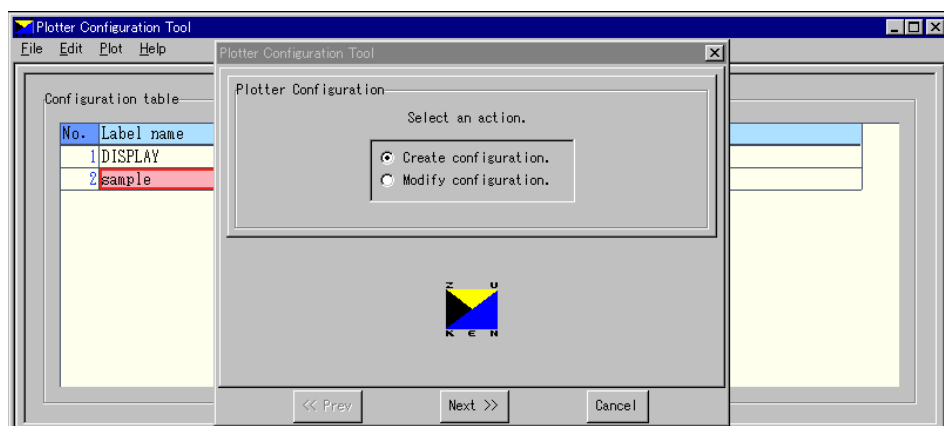 Plotter Configuration Tool
File Edit Plot Help
Plotter Configuration Tool
Configuration table
No. Label name
1 DISPLAY
2 sample
Plotter Configuration
Select an action.
Create configuration.
Modify configuration.
Z U
K E N
<< Prev Next >> Cancel